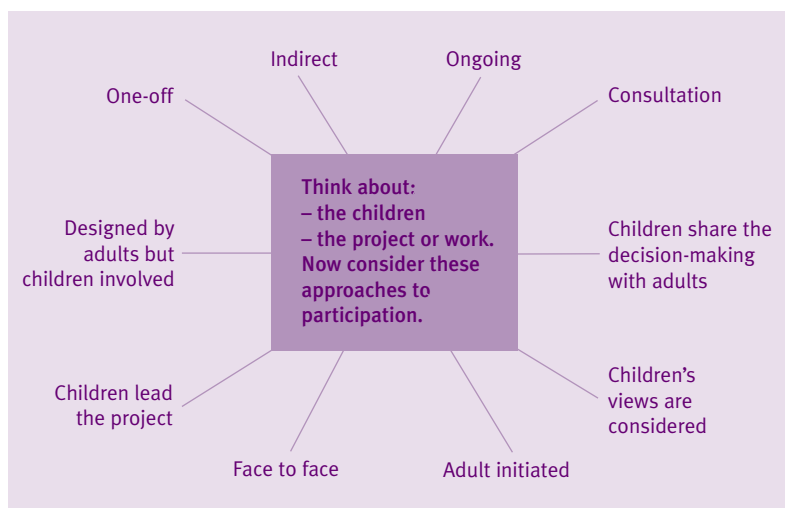 Indirect
Ongoing
One-off
Consultation
Think about:
– the children
– the project or work.
Now consider these
approaches to
participation.
Designed by
adults but
children involved
Children share the
decision-making
with adults
Children lead
the project
Children's
views are
considered
Face to face
Adult initiated